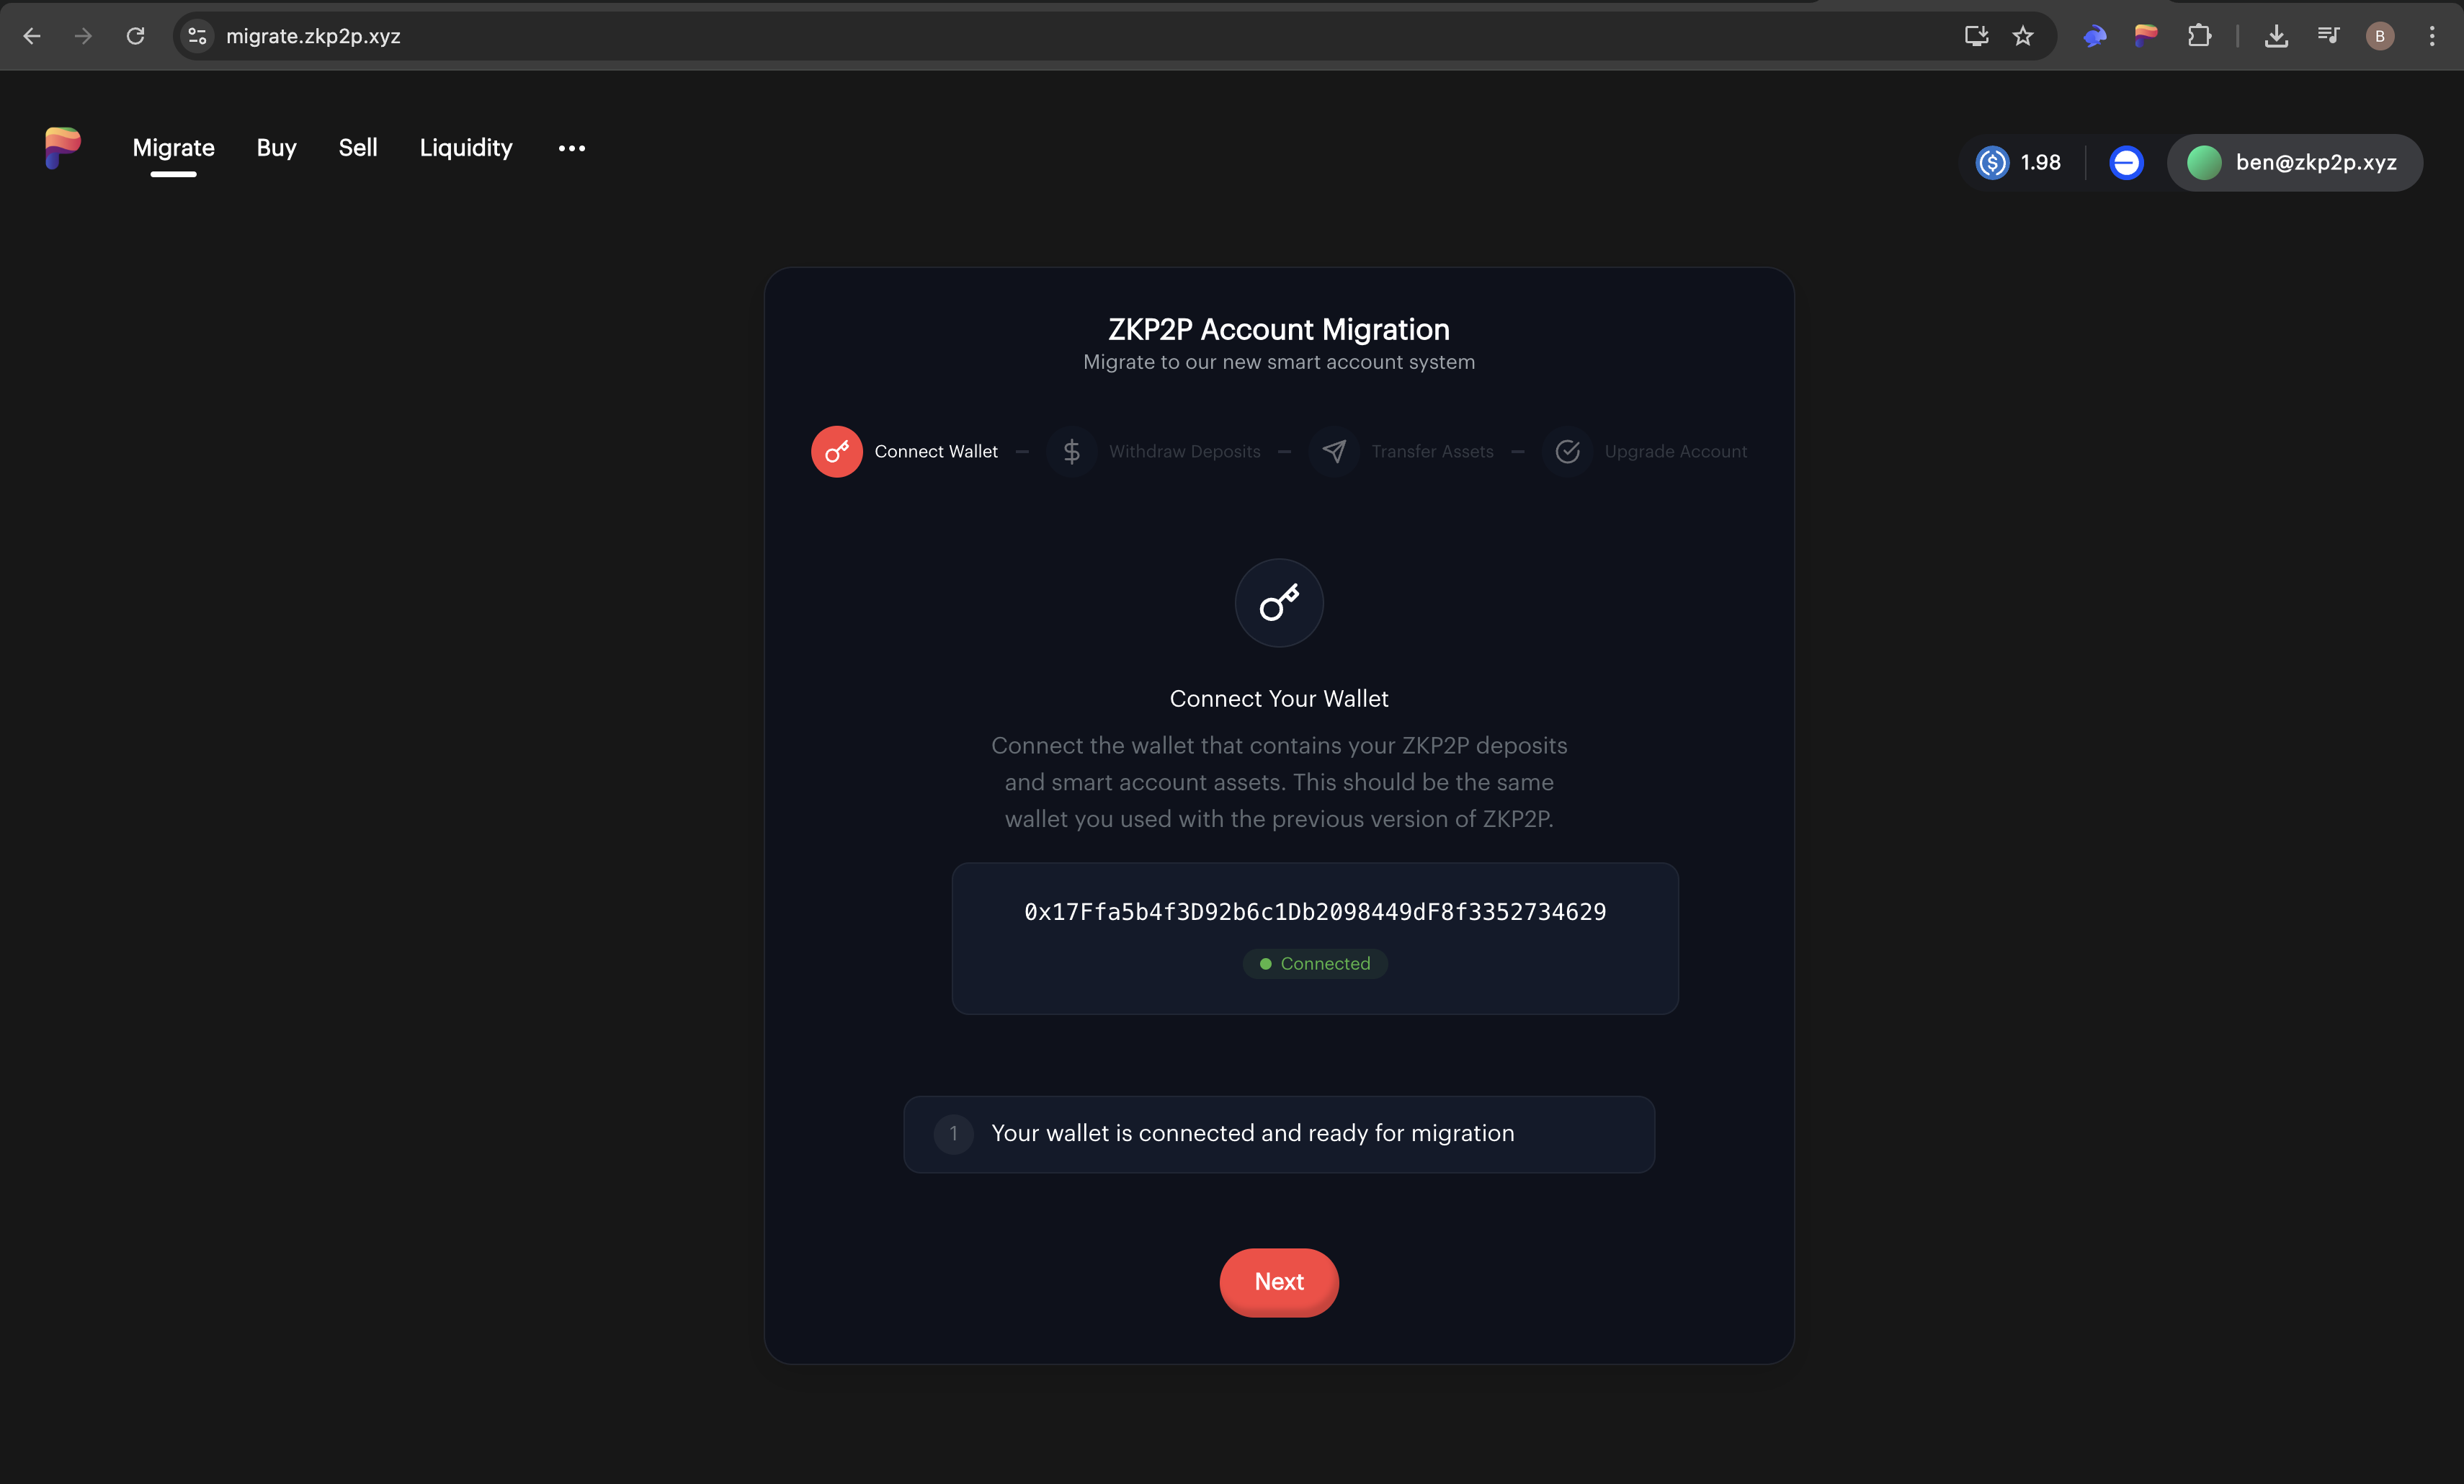 migrate.zkp2p.xyz
B
Migrate
Buy
Sell
Liquidity
1.98
ben@zkp2p.xyz
ZKP2P Account Migration
Migrate to our new smart account system
Connect Wallet
Withdraw Deposits
Transfer Assets
Upgrade Account
Connect Your Wallet
Connect the wallet that contains your ZKP2P deposits
and smart account assets. This should be the same
wallet you used with the previous version of ZKP2P.
0x17Ffa5b4f3D92b6c1Db2098449dF8f3352734629
Connected
1 Your wallet is connected and ready for migration
Next